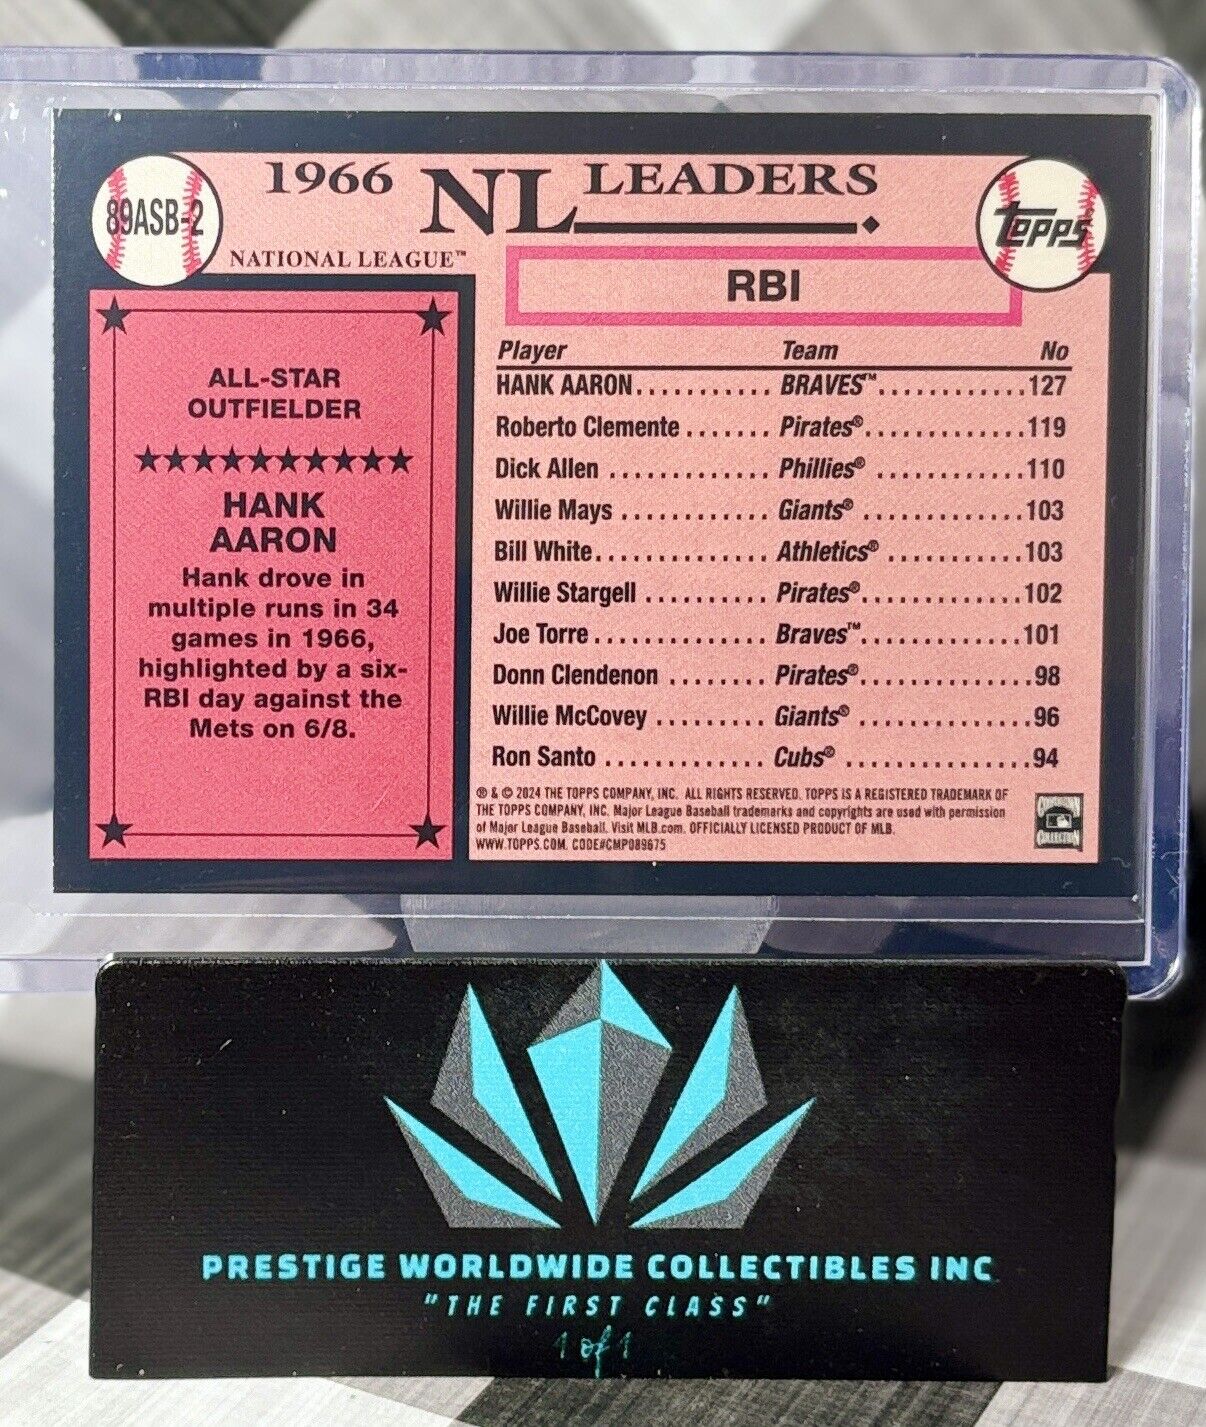 89ASB-2
1966 NL LEADERS
NATIONAL LEAGUE™
Topps
ALL-STAR
OUTFIELDER
HANK
AARON
Hank drove in
multiple runs in 34
games in 1966,
highlighted by a six-
RBI day against the
Mets on 6/8.
RBI
Player Team No
HANK AARON.......... BRAVES™............127
Roberto Clemente ....... Pirates®............119
Dick Allen ............ Phillies® ...........110
Willie Mays ........... Giants® ............103
Bill White............. Athletics® ..........103
Willie Stargell .......... Pirates®............102
Joe Torre ............. Braves™............101
Donn Clendenon ........ Pirates®.............98
Willie McCovey ......... Giants® .............96
Ron Santo ............. Cubs® ..............94
® & © 2024 THE TOPPS COMPANY, INC. ALL RIGHTS RESERVED. TOPPS IS A REGISTERED TRADEMARK OF
THE TOPPS COMPANY, INC. Major League Baseball trademarks and copyrights are used with permission
of Major League Baseball. Visit MLB.com. OFFICIALLY LICENSED PRODUCT OF MLB.
WWW.TOPPS.COM. CODE#CMP089675
COLLECTION
PRESTIGE WORLDWIDE COLLECTIBLES INC
"THE FIRST CLASS"
1 of 1